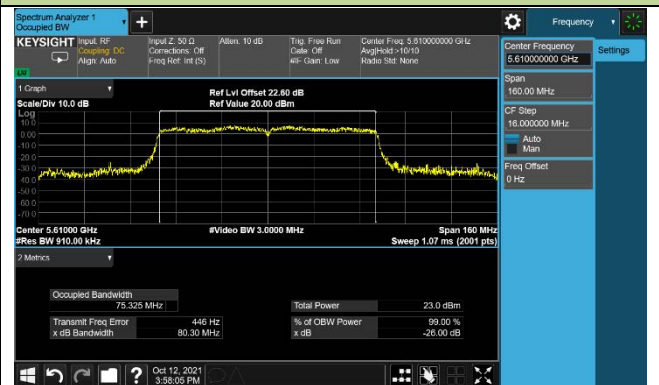 Spectrum Analyzer 1
Occupied BW
Frequency
KEYSIGHT
Input: RF
Coupling: DC
Align: Auto
Input Z: 50 Ω
Corrections: Off
Freq Ref: Int (S)
Atten: 10 dB
Trig: Free Run
Gate: Off
#IF Gain: Low
Center Freq: 5.610000000 GHz
Avg|Hold:>10/10
Radio Std: None
Center Frequency
5.610000000 GHz
Settings
Span
160.00 MHz
CF Step
16.000000 MHz
Auto
Man
Freq Offset
0 Hz
1 Graph
Scale/Div 10.0 dB
Ref Lvl Offset 22.60 dB
Ref Value 20.00 dBm
Log
10.0
0.00
-10.0
-20.0
-30.0
-40.0
-50.0
-60.0
-70.0
Center 5.61000 GHz
#Res BW 910.00 kHz
#Video BW 3.0000 MHz
Span 160 MHz
Sweep 1.07 ms (2001 pts)
2 Metrics
Occupied Bandwidth
75.325 MHz
Total Power 23.0 dBm
Transmit Freq Error 446 Hz
% of OBW Power 99.00 %
x dB Bandwidth 80.30 MHz
x dB -26.00 dB
?
Oct 12, 2021
3:58:05 PM